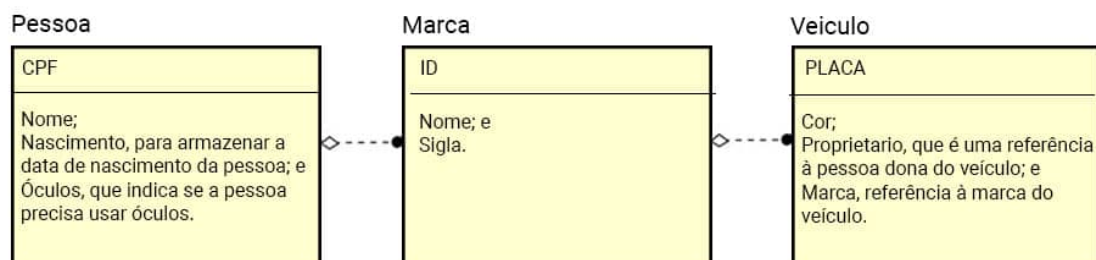 Pessoa
CPF
Nome;
Nascimento, para armazenar a
data de nascimento da pessoa; e
Óculos, que indica se a pessoa
precisa usar óculos.
Marca
ID
Nome; e
Sigla.
Veiculo
PLACA
Cor;
Proprietario, que é uma referência
à pessoa dona do veículo; e
Marca, referência à marca do
veículo.